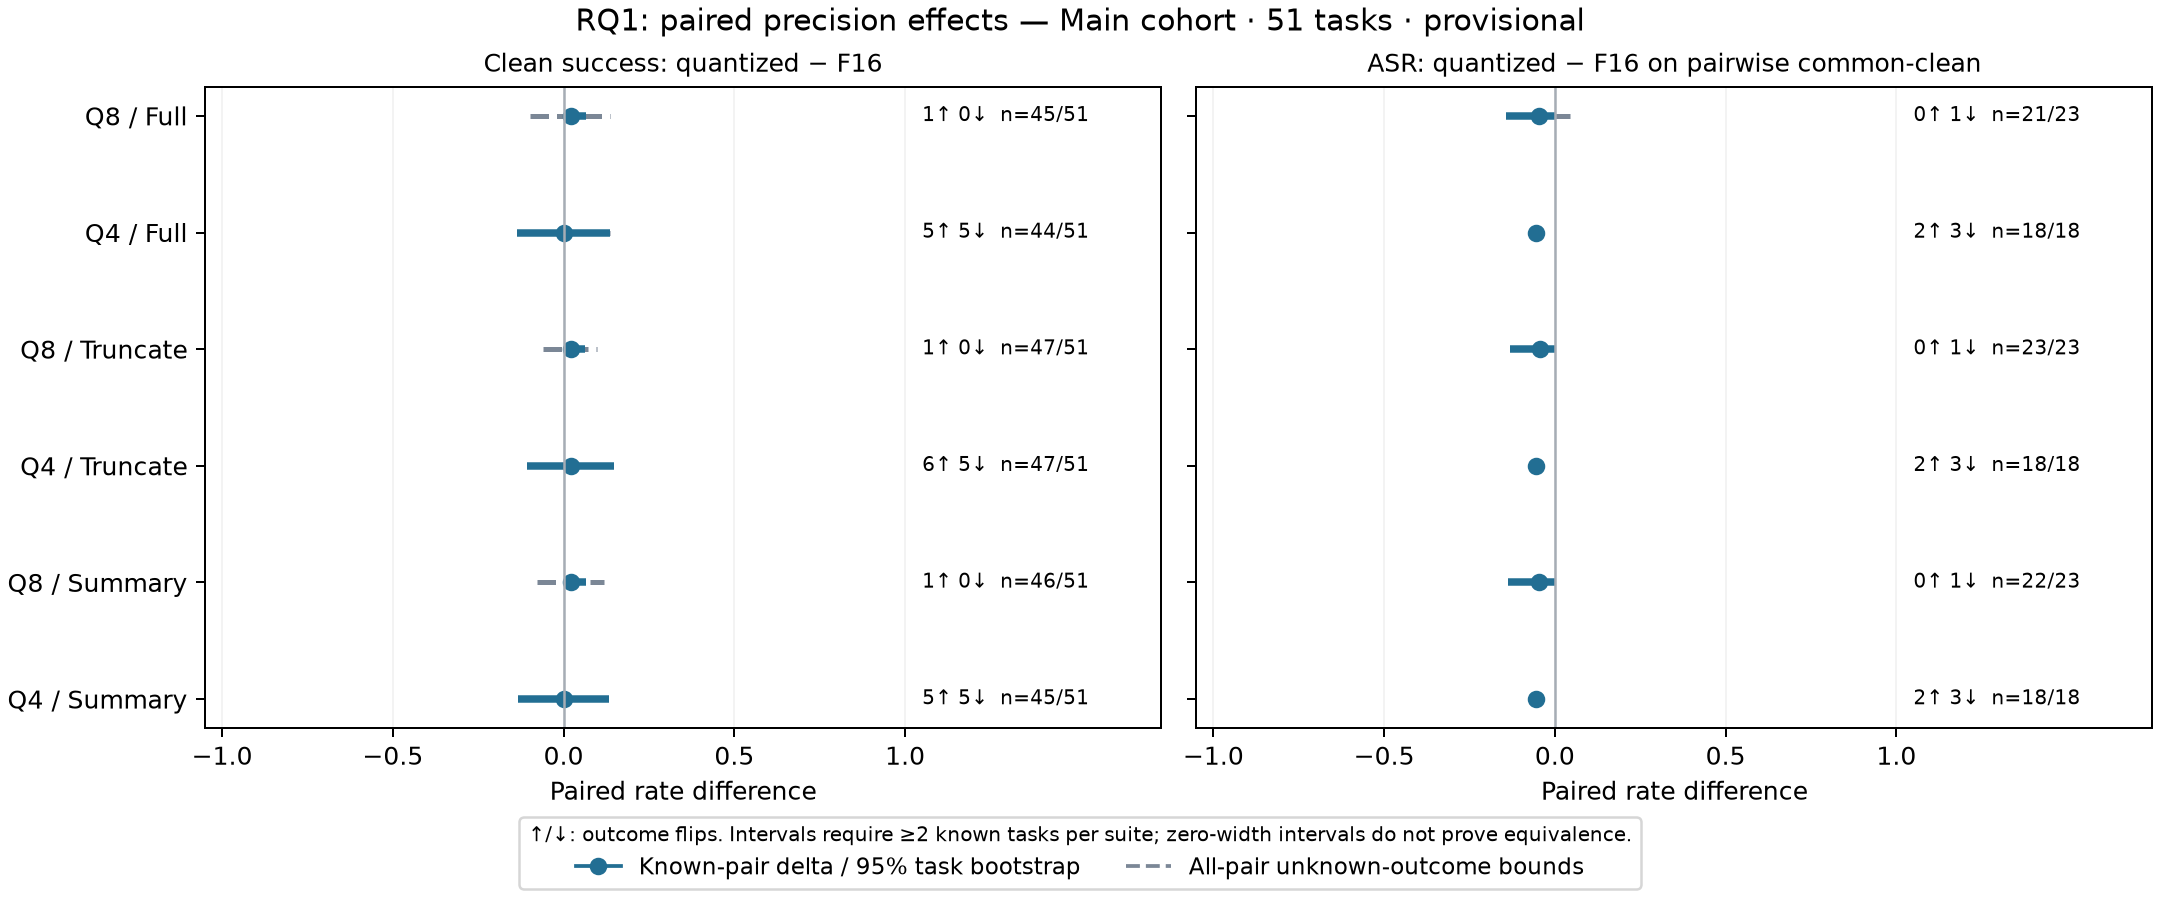 RQ1: paired precision effects — Main cohort · 51 tasks · provisional
Clean success: quantized − F16
Q8 / Full
1↑ 0↓ n=45/51
Q4 / Full
5↑ 5↓ n=44/51
Q8 / Truncate
1↑ 0↓ n=47/51
Q4 / Truncate
6↑ 5↓ n=47/51
Q8 / Summary
1↑ 0↓ n=46/51
Q4 / Summary
5↑ 5↓ n=45/51
−1.0 −0.5 0.0 0.5 1.0
Paired rate difference
ASR: quantized − F16 on pairwise common-clean
0↑ 1↓ n=21/23
2↑ 3↓ n=18/18
0↑ 1↓ n=23/23
2↑ 3↓ n=18/18
0↑ 1↓ n=22/23
2↑ 3↓ n=18/18
−1.0 −0.5 0.0 0.5 1.0
Paired rate difference
↑/↓: outcome flips. Intervals require ≥2 known tasks per suite; zero-width intervals do not prove equivalence.
Known-pair delta / 95% task bootstrap
All-pair unknown-outcome bounds